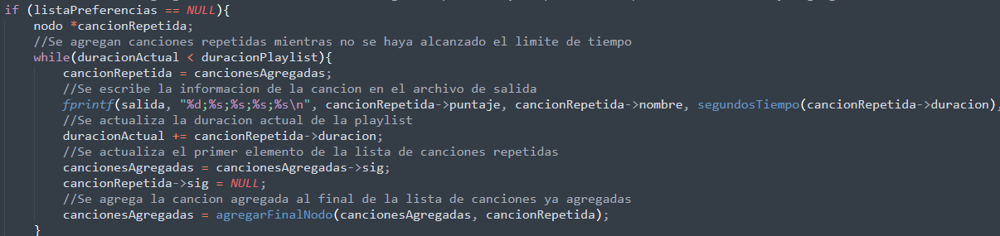 if (listaPreferencias == NULL){
nodo *cancionRepetida;
//Se agregan canciones repetidas mientras no se haya alcanzado el limite de tiempo
while(duracionActual < duracionPlaylist){
cancionRepetida = cancionesAgregadas;
//Se escribe la informacion de la cancion en el archivo de salida
fprintf(salida, "%d;%s;%s;%s;%s\n", cancionRepetida->puntaje, cancionRepetida->nombre, segundosTiempo(cancionRepetida->duracion),
//Se actualiza la duracion actual de la playlist
duracionActual += cancionRepetida->duracion;
//Se actualiza el primer elemento de la lista de canciones repetidas
cancionesAgregadas = cancionesAgregadas->sig;
cancionRepetida->sig = NULL;
//Se agrega la cancion agregada al final de la lista de canciones ya agregadas
cancionesAgregadas = agregarFinalNodo(cancionesAgregadas, cancionRepetida);
}